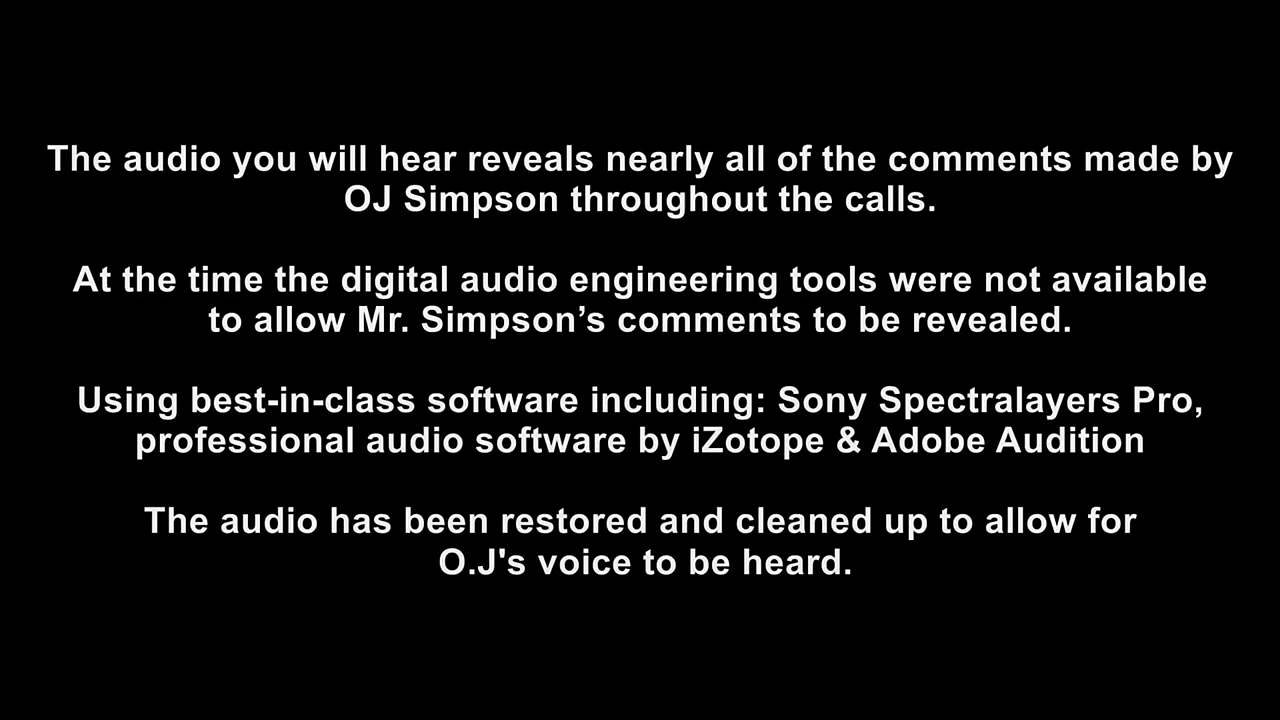 The audio you will hear reveals nearly all of the comments made by
OJ Simpson throughout the calls.
At the time the digital audio engineering tools were not available
to allow Mr. Simpson’s comments to be revealed.
Using best-in-class software including: Sony Spectralayers Pro,
professional audio software by iZotope & Adobe Audition
The audio has been restored and cleaned up to allow for
O.J's voice to be heard.